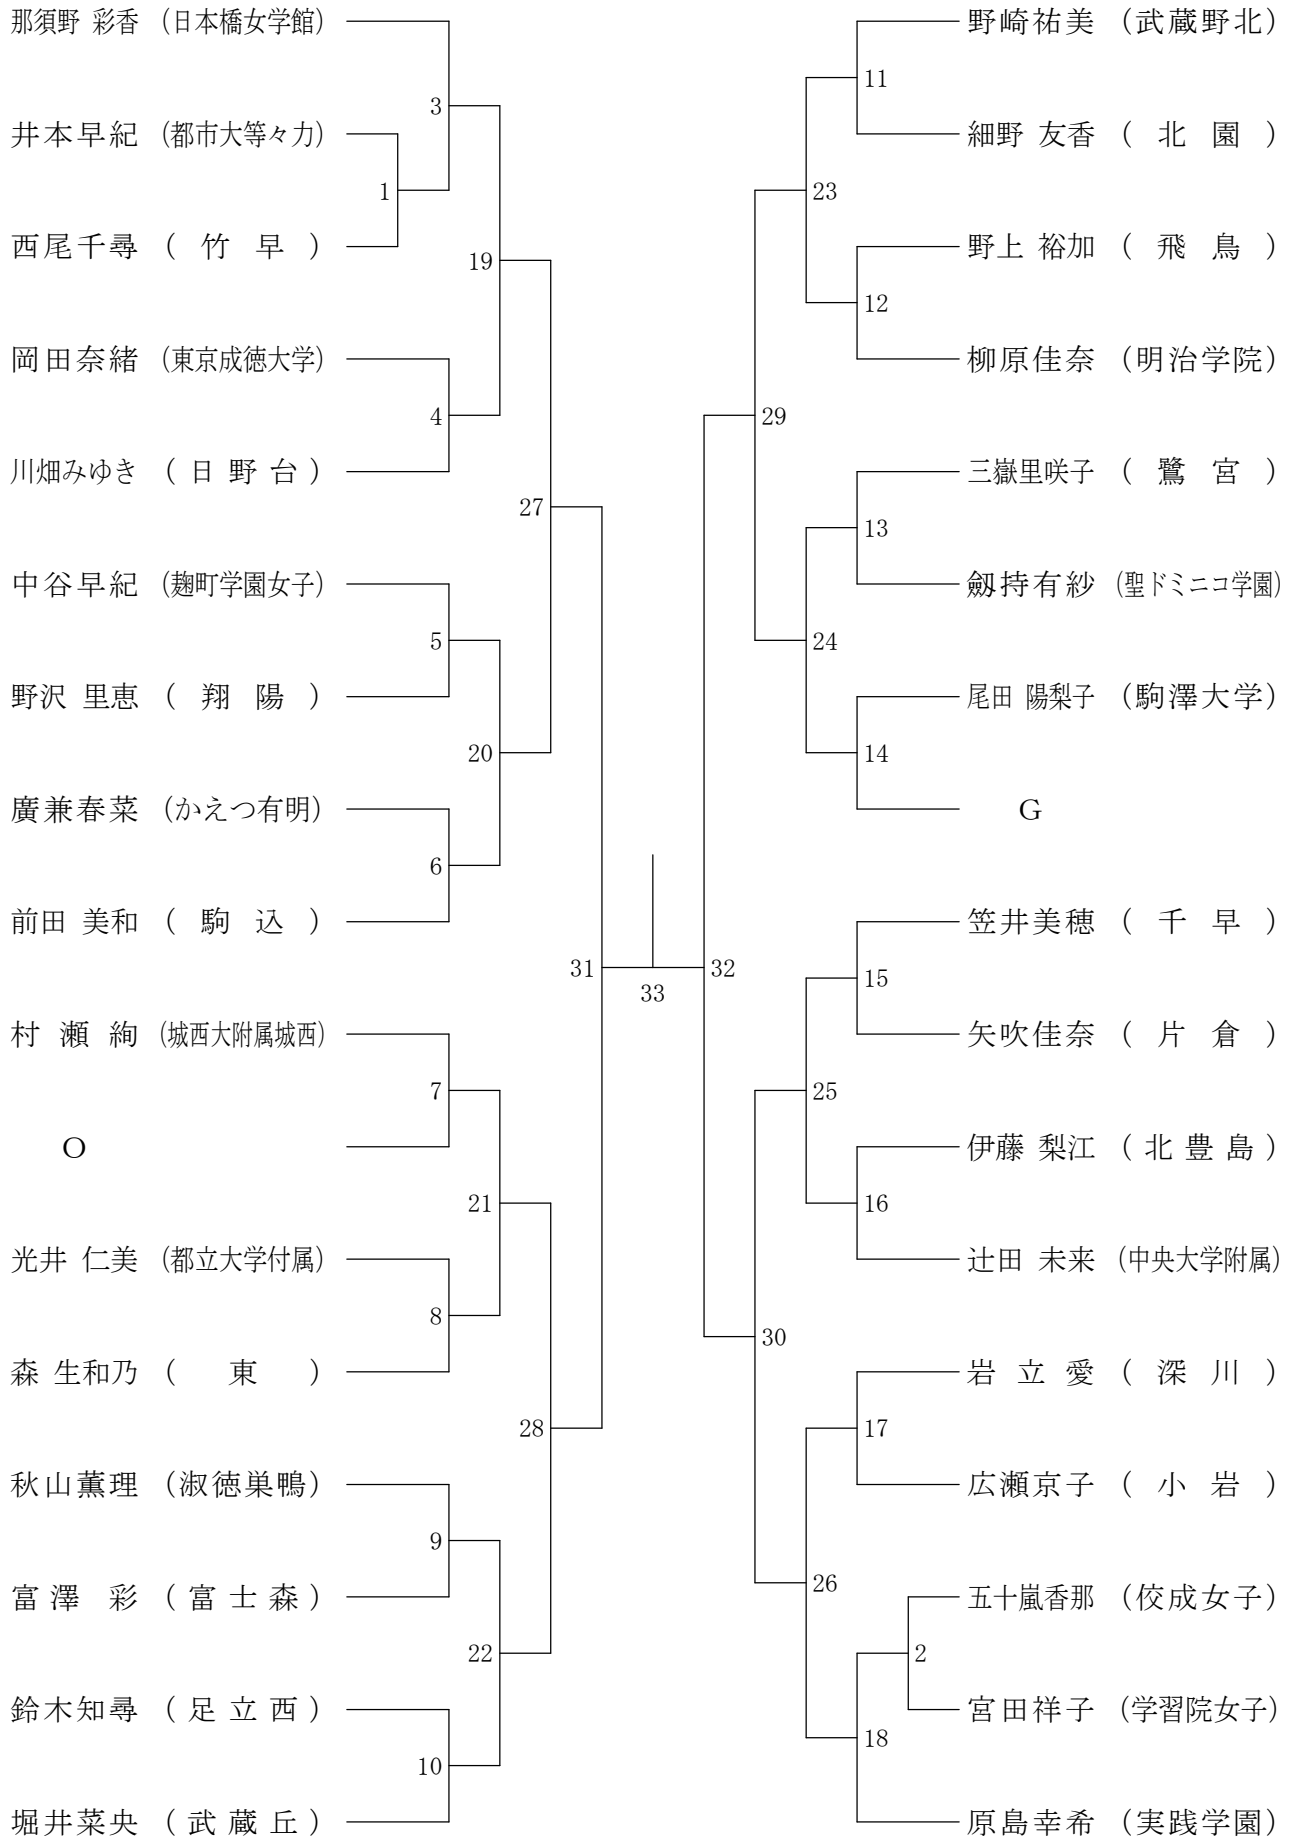 那須野 彩香 （日本橋女学館）
3
井本早紀 （都市大等々力）
1
西尾千尋 （ 竹 早 ）
19
岡田奈緒 （東京成徳大学）
4
川畑みゆき （ 日 野 台 ）
27
中谷早紀 （麹町学園女子）
5
野沢 里恵 （ 翔 陽 ）
20
廣兼春菜 （かえつ有明）
6
前田 美和 （ 駒 込 ）
31
村 瀬 絢 （城西大附属城西）
7
O
21
光井 仁美 （都立大学付属）
8
森 生和乃 （ 東 ）
28
秋山薫理 （淑徳巣鴨）
9
富 澤 彩 （ 富 士 森 ）
22
鈴木知尋 （ 足 立 西 ）
10
堀井菜央 （ 武 蔵 丘 ）
33
野崎祐美 （武蔵野北）
11
細野 友香 （ 北 園 ）
23
野上 裕加 （ 飛 鳥 ）
12
柳原佳奈 （明治学院）
29
三嶽里咲子 （ 鷺 宮 ）
13
劔持有紗 （聖ドミニコ学園）
24
尾田 陽梨子 （駒澤大学）
14
G
笠井美穂 （ 千 早 ）
32
15
矢吹佳奈 （ 片 倉 ）
25
伊藤 梨江 （ 北 豊 島 ）
16
辻田 未来 （中央大学附属）
30
岩 立 愛 （ 深 川 ）
17
広瀬京子 （ 小 岩 ）
26
五十嵐香那 （佼成女子）
2
宮田祥子 （学習院女子）
18
原島幸希 （実践学園）